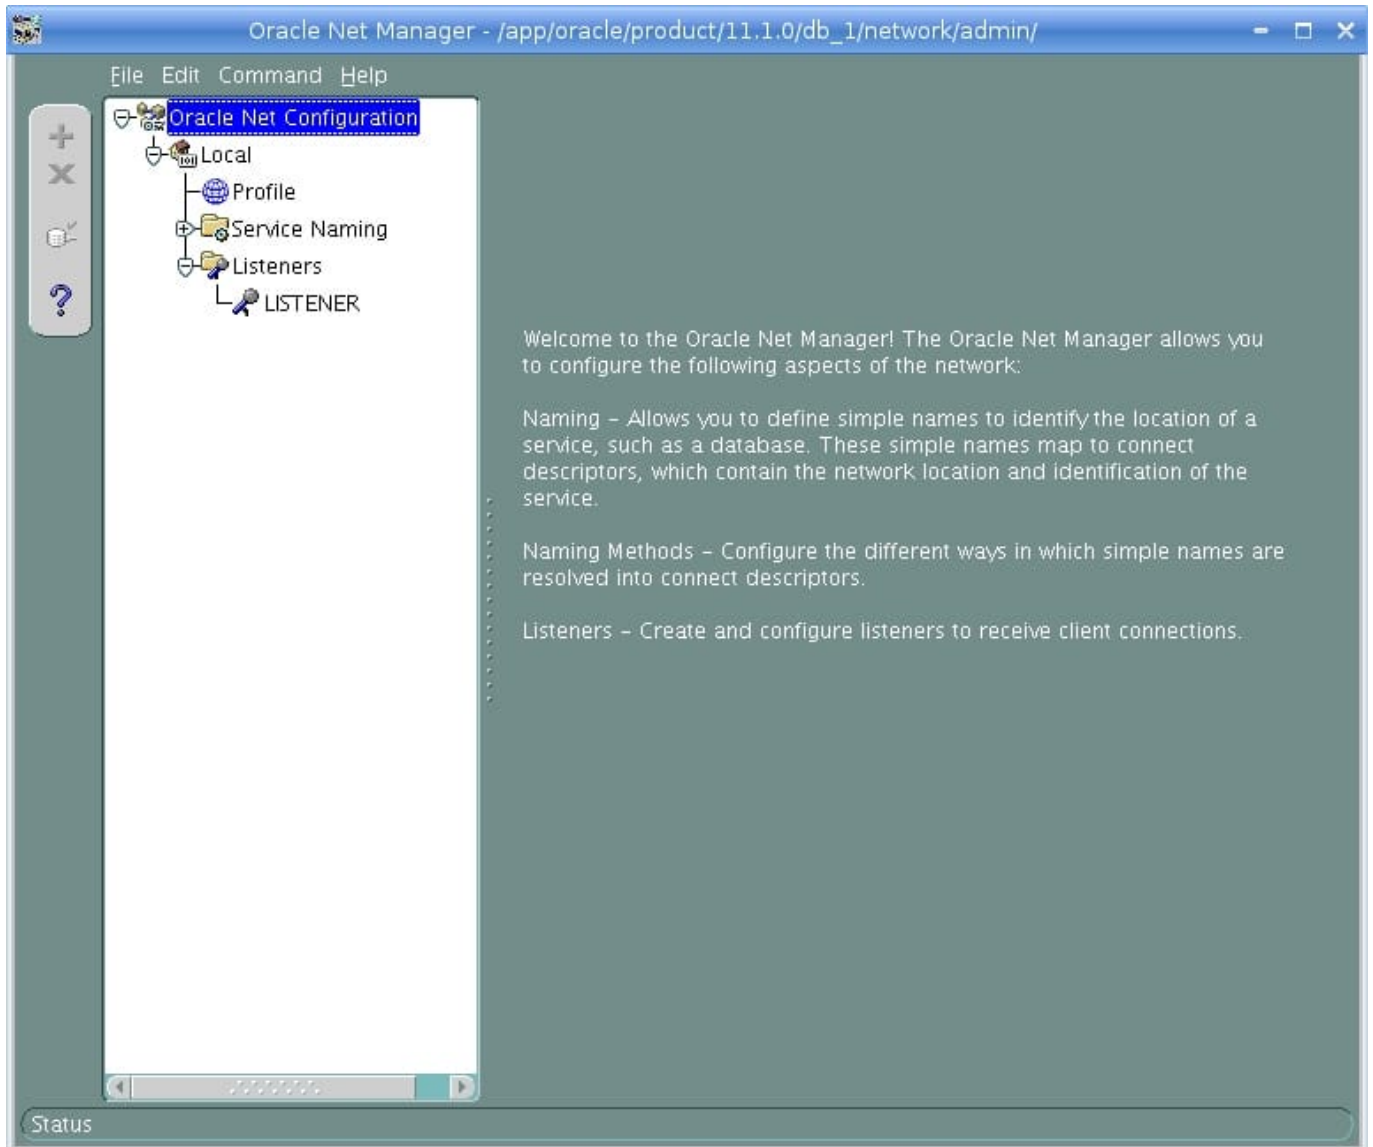 Oracle Net Manager - /app/oracle/product/11.1.0/db_1/network/admin/
File Edit Command Help
Oracle Net Configuration
Local
Profile
Service Naming
Listeners
LISTENER
Welcome to the Oracle Net Manager! The Oracle Net Manager allows you
to configure the following aspects of the network:
Naming – Allows you to define simple names to identify the location of a
service, such as a database. These simple names map to connect
descriptors, which contain the network location and identification of the
service.
Naming Methods – Configure the different ways in which simple names are
resolved into connect descriptors.
Listeners – Create and configure listeners to receive client connections.
Status